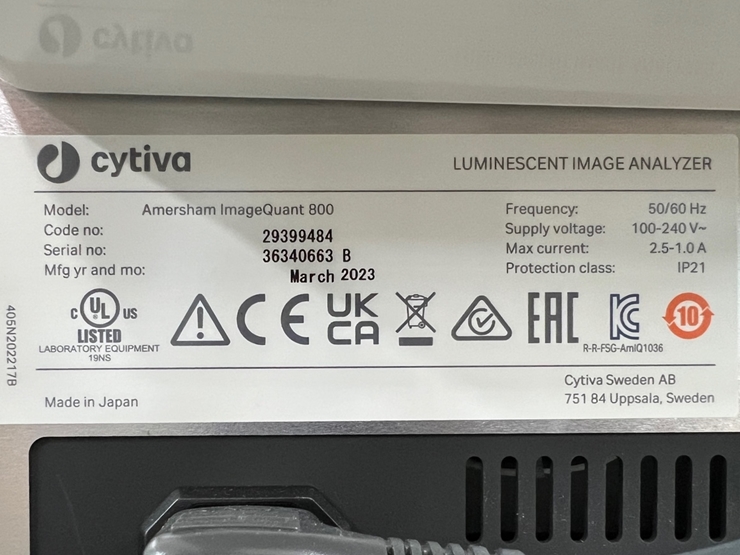 cytiva
cytiva
LUMINESCENT IMAGE ANALYZER
Model: Amersham ImageQuant 800
Code no: 29399484
Serial no: 36340663 B
Mfg yr and mo: March 2023
Frequency: 50/60 Hz
Supply voltage: 100-240 V~
Max current: 2.5-1.0 A
Protection class: IP21
C UL US
LISTED
LABORATORY EQUIPMENT
19NS
CE
UK
CA
EAC
KC
R-R-FSG-AmIQ1036
10
405N202217B
Made in Japan
Cytiva Sweden AB
751 84 Uppsala, Sweden